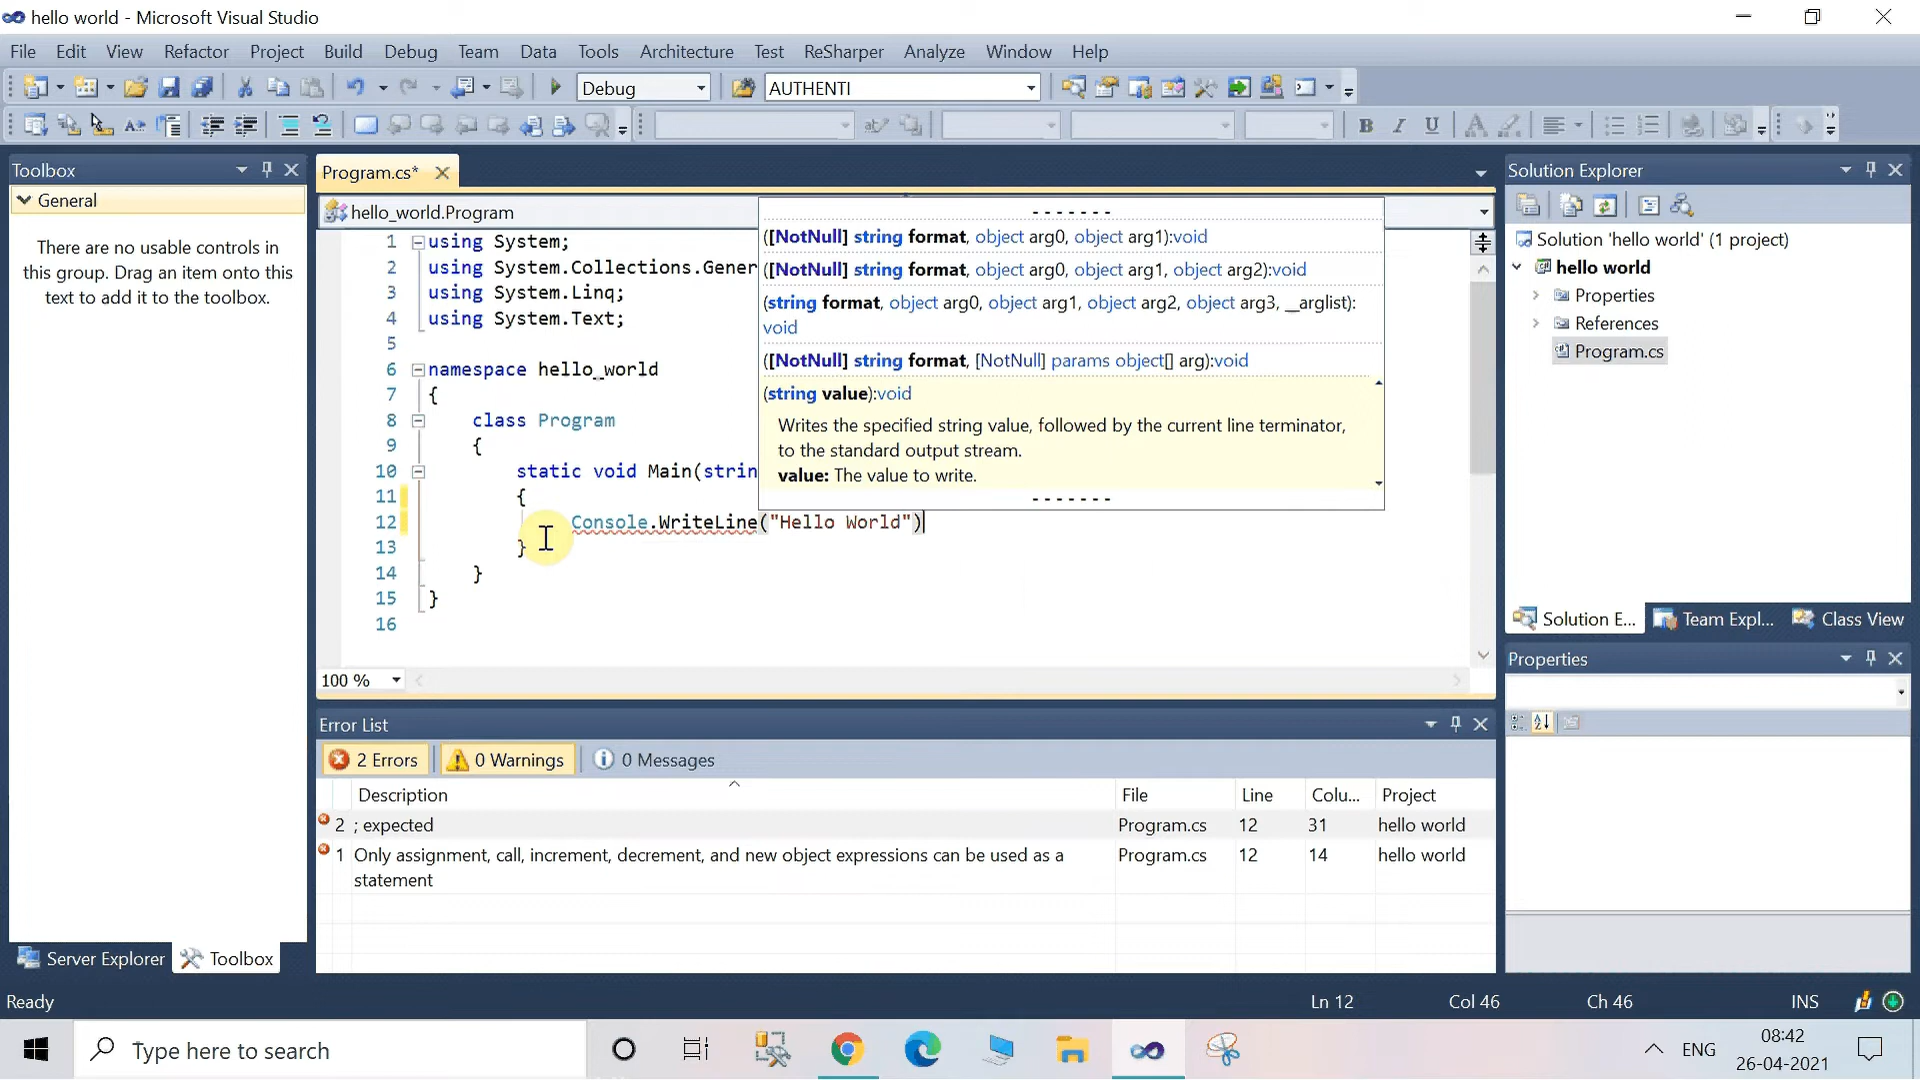 hello world - Microsoft Visual Studio
File Edit View Refactor Project Build Debug Team Data Tools Architecture Test ReSharper Analyze Window Help
Debug AUTHENTI
Toolbox
General
There are no usable controls in
this group. Drag an item onto this
text to add it to the toolbox.
Server Explorer Toolbox
Program.cs*
hello_world.Program
1 using System;
2 using System.Collections.Gener
3 using System.Linq;
4 using System.Text;
5
6 namespace hello_world
7 {
8 class Program
9 {
10 static void Main(strin
11 {
12 Console.WriteLine("Hello World")
13 }
14 }
15 }
16
([NotNull] string format, object arg0, object arg1):void
([NotNull] string format, object arg0, object arg1, object arg2):void
(string format, object arg0, object arg1, object arg2, object arg3, __arglist):
void
([NotNull] string format, [NotNull] params object[] arg):void
(string value):void
Writes the specified string value, followed by the current line terminator,
to the standard output stream.
value: The value to write.
100 %
Error List
2 Errors 0 Warnings 0 Messages
Description File Line Colu... Project
2 ; expected Program.cs 12 31 hello world
1 Only assignment, call, increment, decrement, and new object expressions can be used as a Program.cs 12 14 hello world
statement
Solution Explorer
Solution 'hello world' (1 project)
hello world
Properties
References
Program.cs
Solution E... Team Expl... Class View
Properties
Ready Ln 12 Col 46 Ch 46 INS
Type here to search
ENG
08:42
26-04-2021